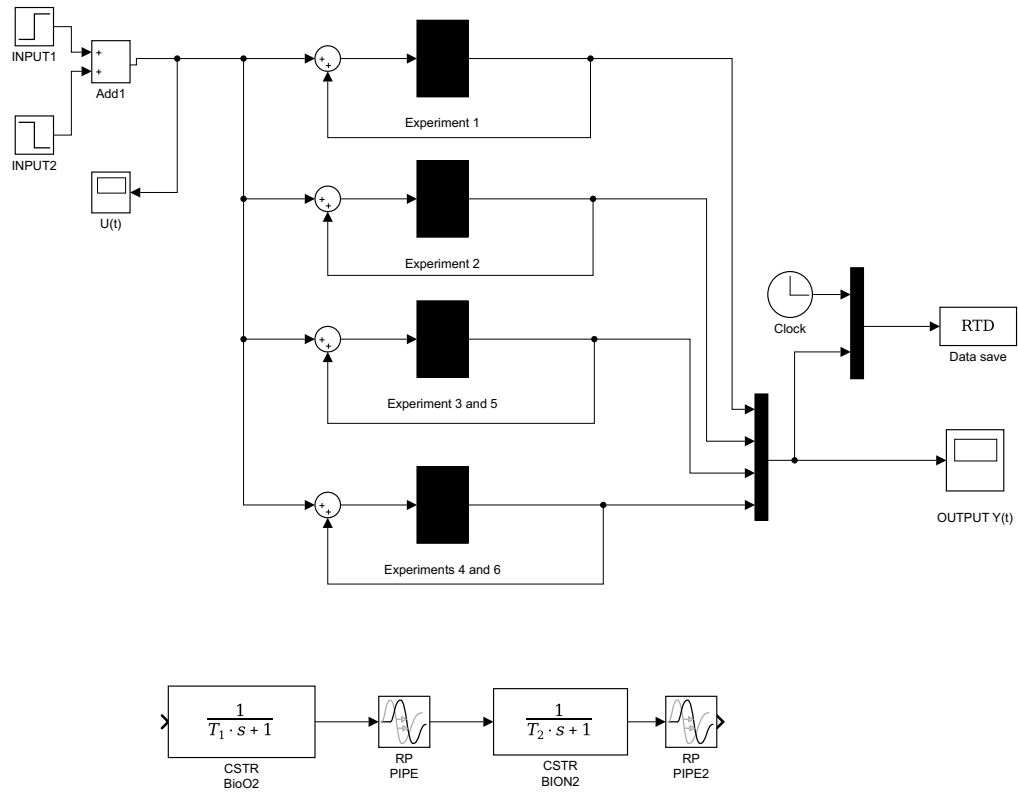 INPUT1
+
+
Add1
INPUT2
U(t)
+
+
Experiment 1
+
+
Experiment 2
+
+
Experiment 3 and 5
+
+
Experiments 4 and 6
Clock
RTD
Data save
OUTPUT Y(t)
1
T₁ · s + 1
CSTR
BioO2
RP
PIPE
1
T₂ · s + 1
CSTR
BION2
RP
PIPE2